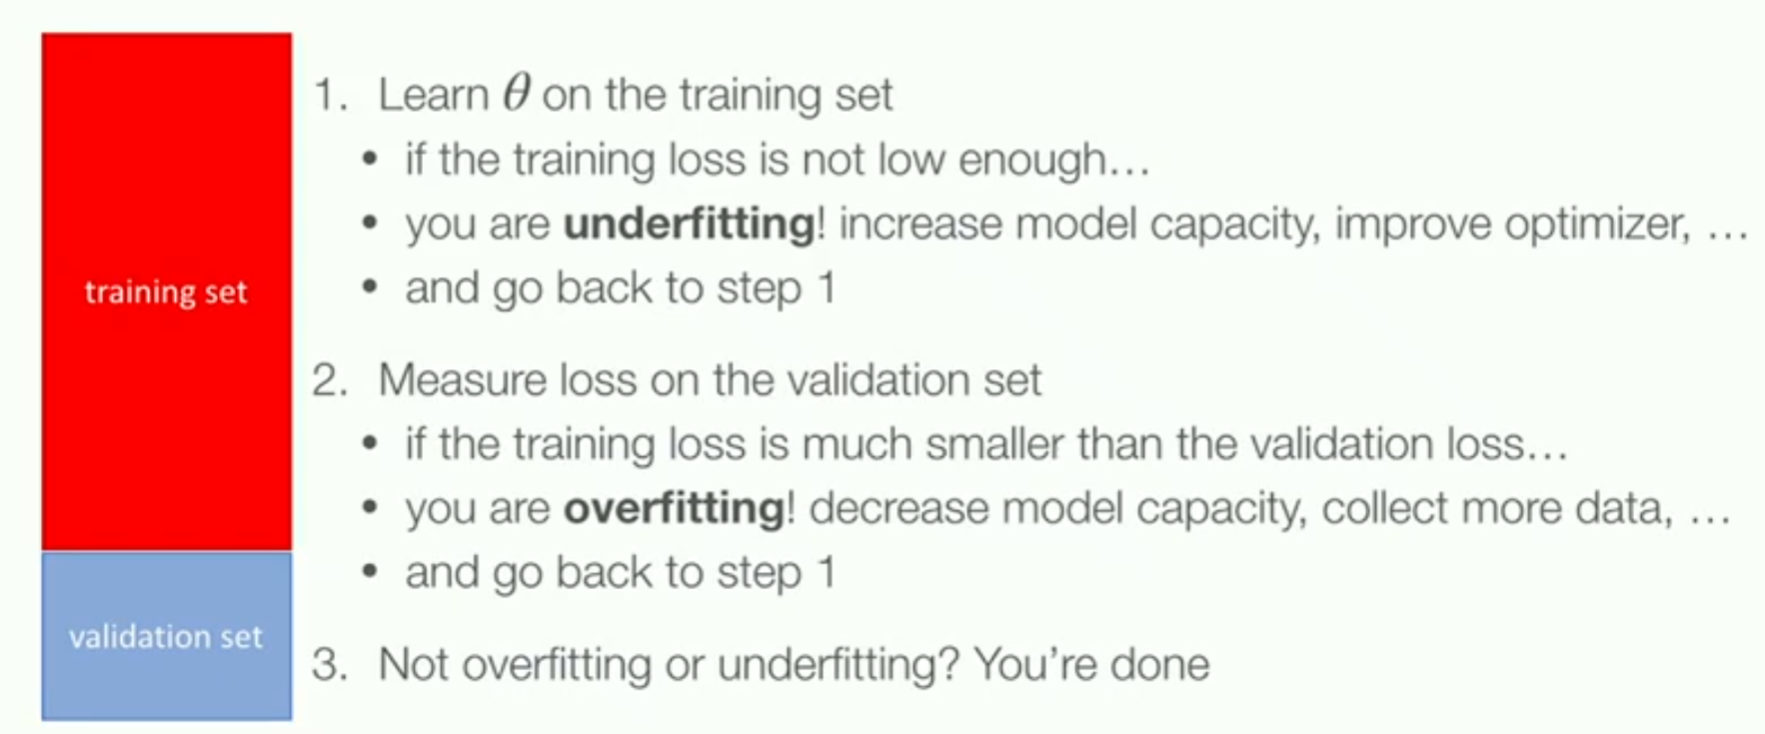 1. Learn θ on the training set
• if the training loss is not low enough…
• you are underfitting! increase model capacity, improve optimizer, …
• and go back to step 1
training set
2. Measure loss on the validation set
• if the training loss is much smaller than the validation loss…
• you are overfitting! decrease model capacity, collect more data, …
• and go back to step 1
validation set
3. Not overfitting or underfitting? You’re done